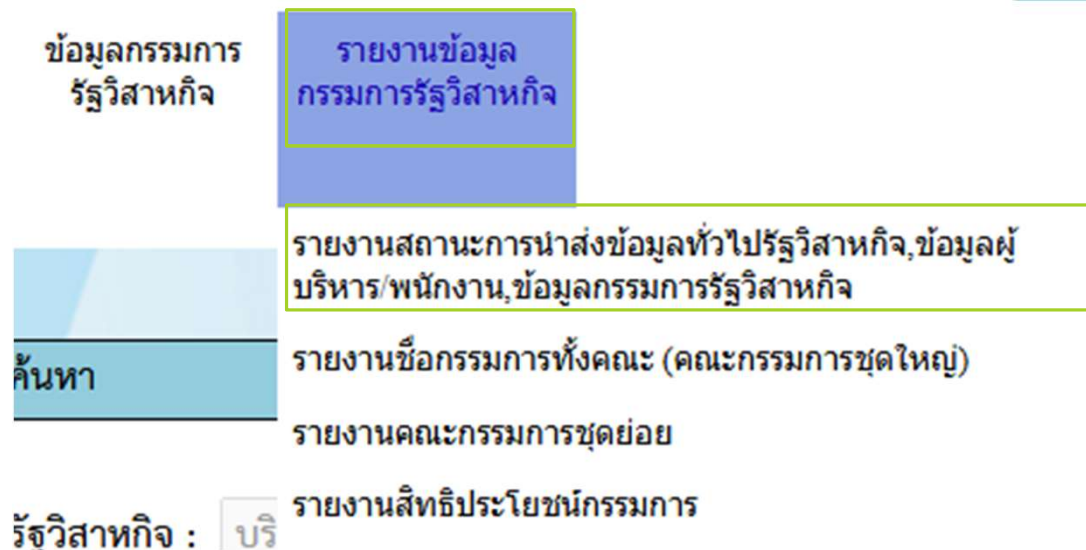 ข้อมูลกรรมการ
รัฐวิสาหกิจ
รายงานข้อมูล
กรรมการรัฐวิสาหกิจ
รายงานสถานะการนำส่งข้อมูลทั่วไปรัฐวิสาหกิจ,ข้อมูลผู้
บริหาร/พนักงาน,ข้อมูลกรรมการรัฐวิสาหกิจ
รายงานชื่อกรรมการทั้งคณะ (คณะกรรมการชุดใหญ่)
ค้นหา
รายงานคณะกรรมการชุดย่อย
รายงานสิทธิประโยชน์กรรมการ
รัฐวิสาหกิจ : บริ